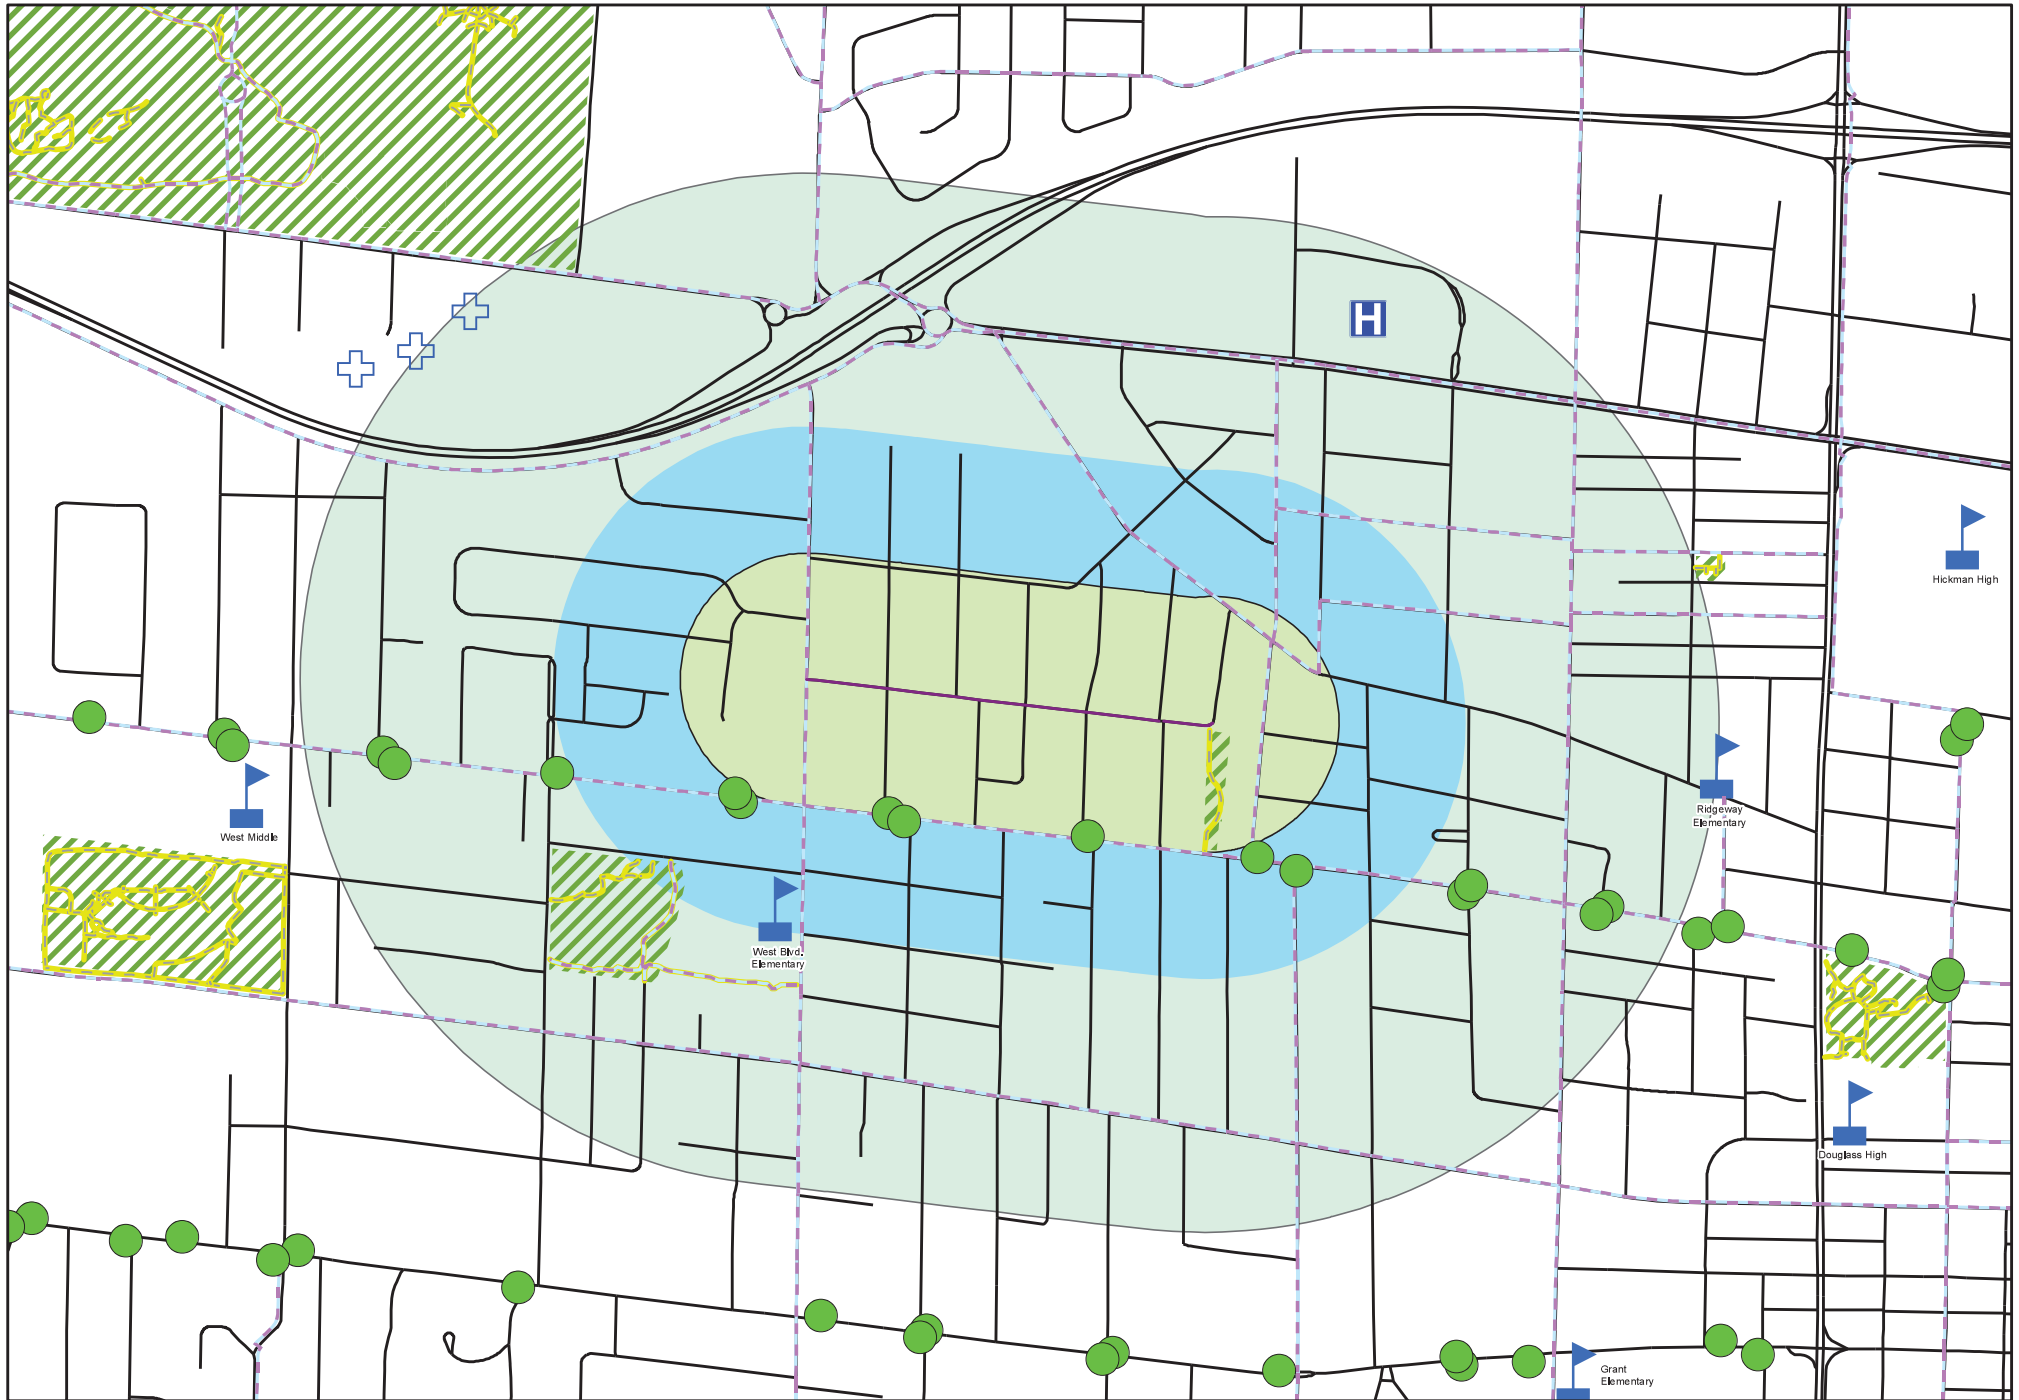 H
Hickman High
Ridgeway
Elementary
West Middle
West Blvd.
Elementary
Douglass High
Grant
Elementary